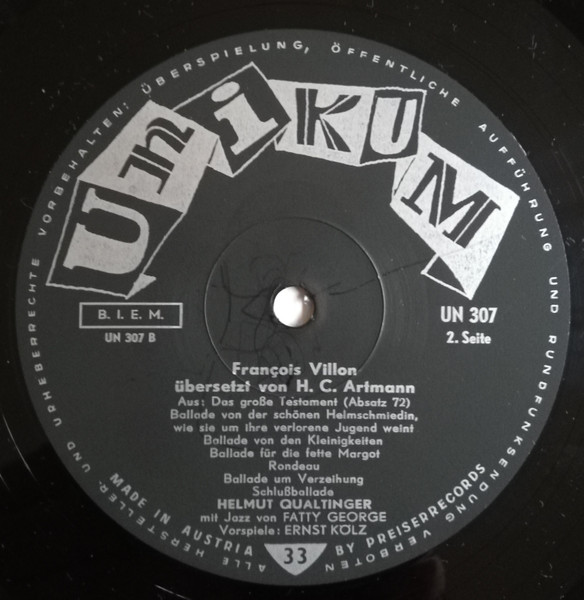 ALLE HERSTELLER- UND URHEBERRECHTE VORBEHALTEN: ÜBERSPIELUNG, ÖFFENTLICHE AUFFÜHRUNG UND RUNDFUNKSENDUNG VERBOTEN
UniKUM
B. I. E. M.
UN 307 B
UN 307
2. Seite
François Villon
übersetzt von H. C. Artmann
Aus: Das große Testament (Absatz 72)
Ballade von der schönen Helmschmiedin,
wie sie um ihre verlorene Jugend weint
Ballade von den Kleinigkeiten
Ballade für die fette Margot
Rondeau
Ballade um Verzeihung
Schlußballade
HELMUT QUALTINGER
mit Jazz von FATTY GEORGE
Vorspiele: ERNST KÖLZ
MADE IN AUSTRIA
33
BY PREISERRECORDS